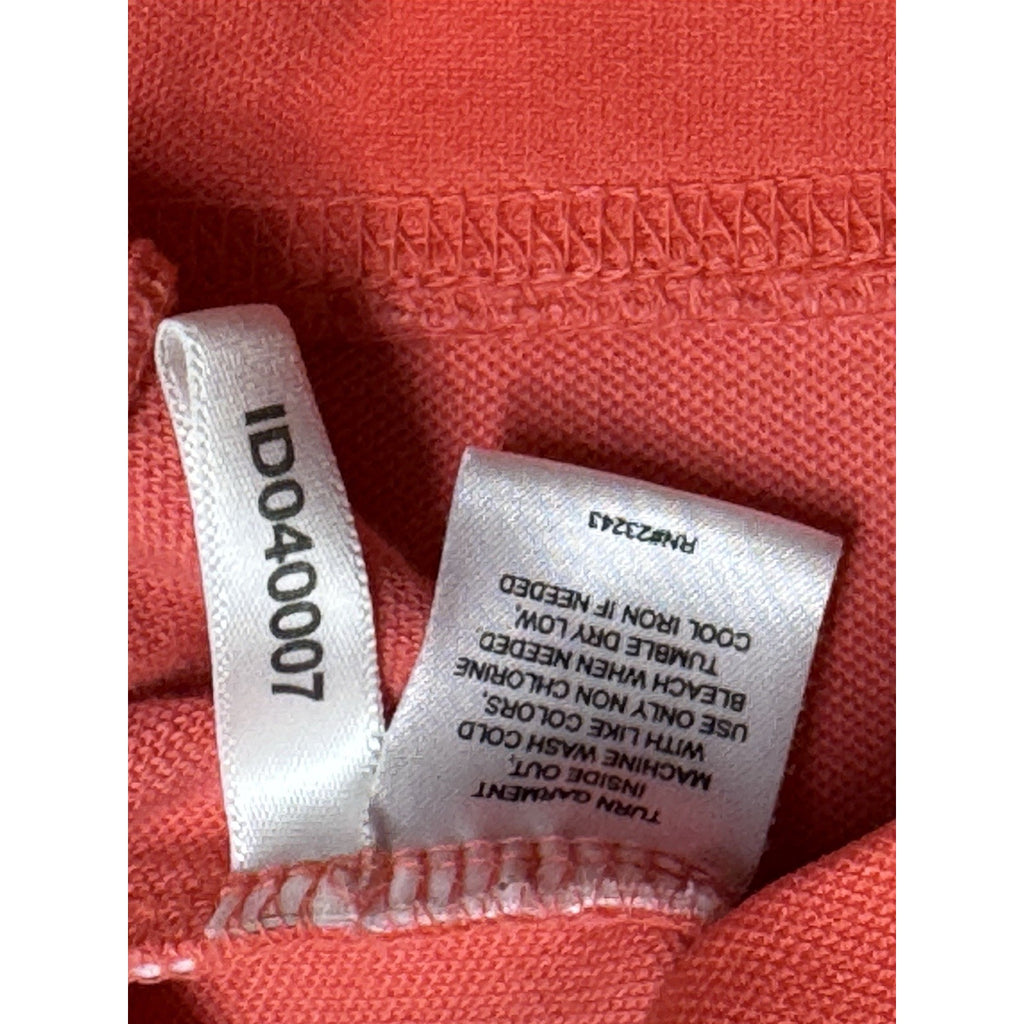 IID040007
TURN GARMENT
INSIDE OUT,
MACHINE WASH COLD
WITH LIKE COLORS,
USE ONLY NON CHLORINE
BLEACH WHEN NEEDED
TUMBLE DRY LOW,
COOL IRON IF NEEDED
RN#23243